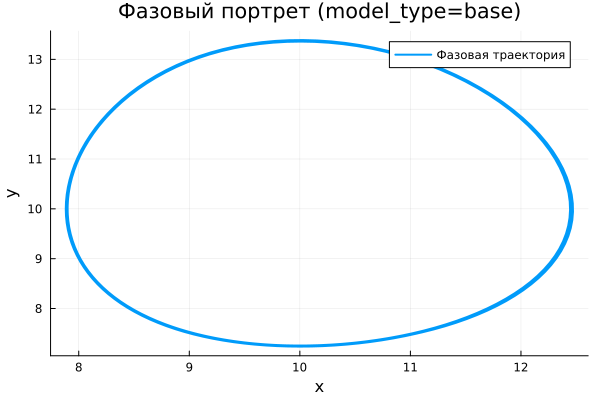 Фазовый портрет (model_type=base)
Фазовая траектория
13
12
11
10
9
8
y
8 9 10 11 12
x